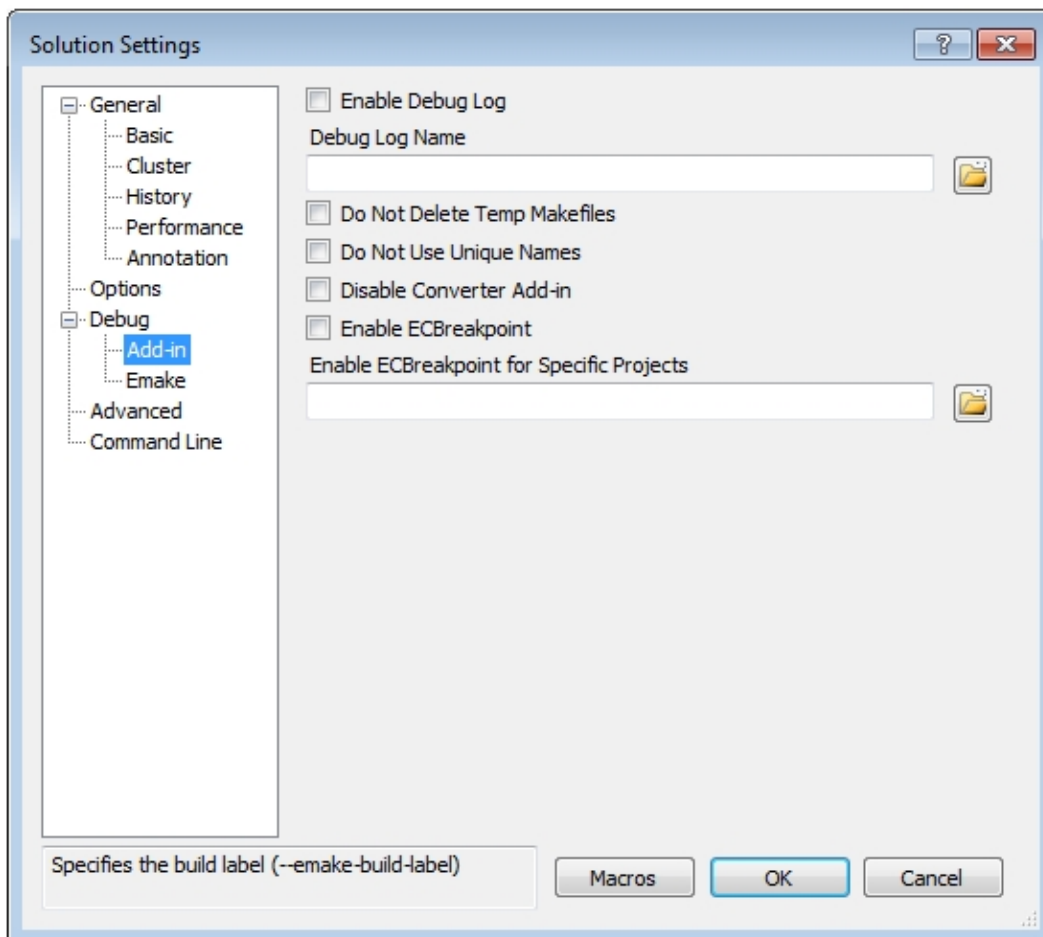 Solution Settings
?
General
Basic
Cluster
History
Performance
Annotation
Options
Debug
Add-in
Emake
Advanced
Command Line
Enable Debug Log
Debug Log Name
Do Not Delete Temp Makefiles
Do Not Use Unique Names
Disable Converter Add-in
Enable ECBreakpoint
Enable ECBreakpoint for Specific Projects
Specifies the build label (--emake-build-label)
Macros
OK
Cancel